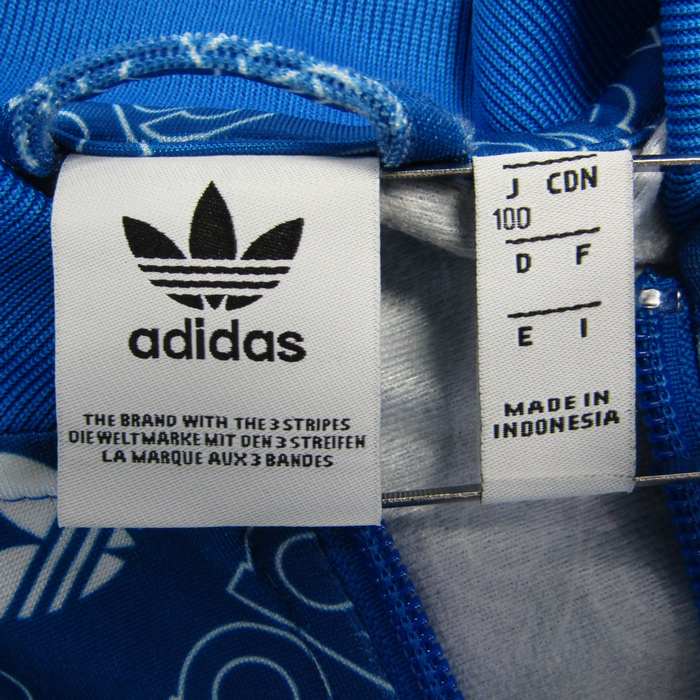 adidas
THE BRAND WITH THE 3 STRIPES
DIE WELTMARKE MIT DEN 3 STREIFEN
LA MARQUE AUX 3 BANDES
J CDN
100
D F
E I
MADE IN
INDONESIA